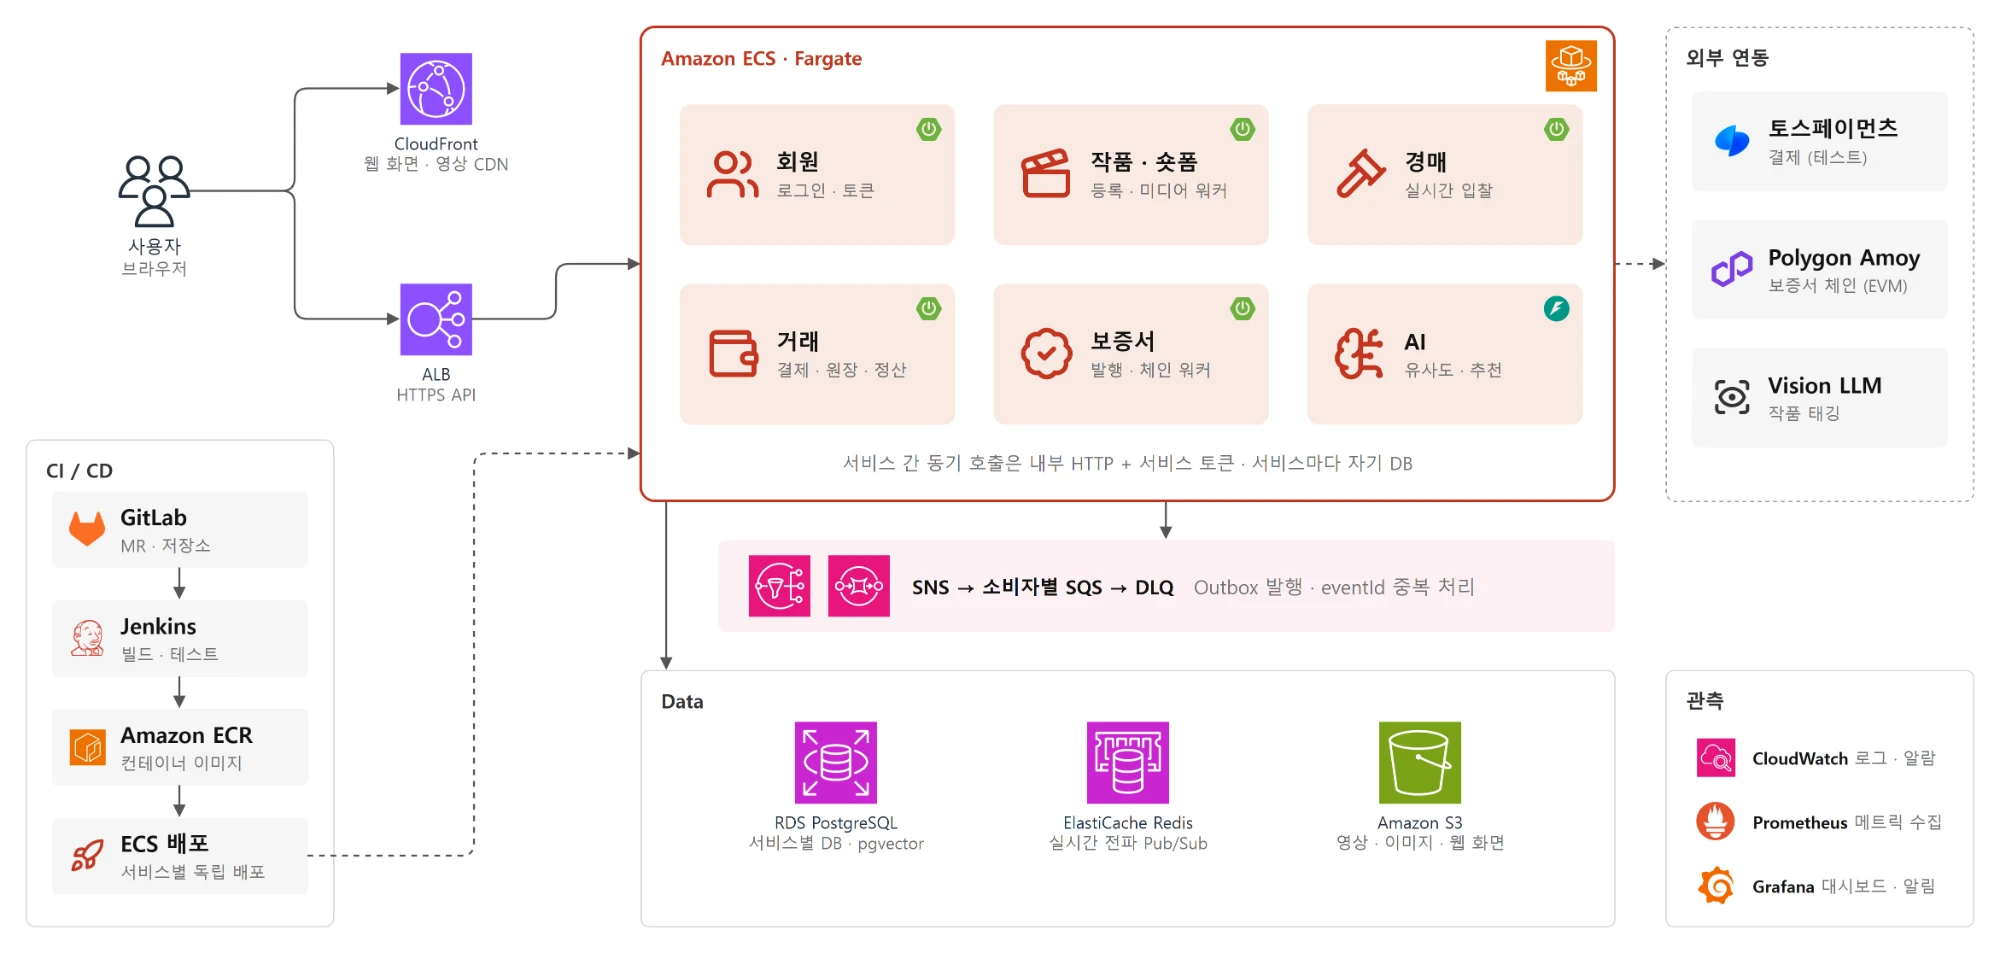 사용자
브라우저
CloudFront
웹 화면 · 영상 CDN
ALB
HTTPS API
CI / CD
GitLab
MR · 저장소
Jenkins
빌드 · 테스트
Amazon ECR
컨테이너 이미지
ECS 배포
서비스별 독립 배포
Amazon ECS · Fargate
회원
로그인 · 토큰
작품 · 숏폼
등록 · 미디어 워커
경매
실시간 입찰
거래
결제 · 원장 · 정산
보증서
발행 · 체인 워커
AI
유사도 · 추천
서비스 간 동기 호출은 내부 HTTP + 서비스 토큰 · 서비스마다 자기 DB
SNS → 소비자별 SQS → DLQ Outbox 발행 · eventId 중복 처리
Data
RDS PostgreSQL
서비스별 DB · pgvector
ElastiCache Redis
실시간 전파 Pub/Sub
Amazon S3
영상 · 이미지 · 웹 화면
외부 연동
토스페이먼츠
결제 (테스트)
Polygon Amoy
보증서 체인 (EVM)
Vision LLM
작품 태깅
관측
CloudWatch 로그 · 알람
Prometheus 메트릭 수집
Grafana 대시보드 · 알림